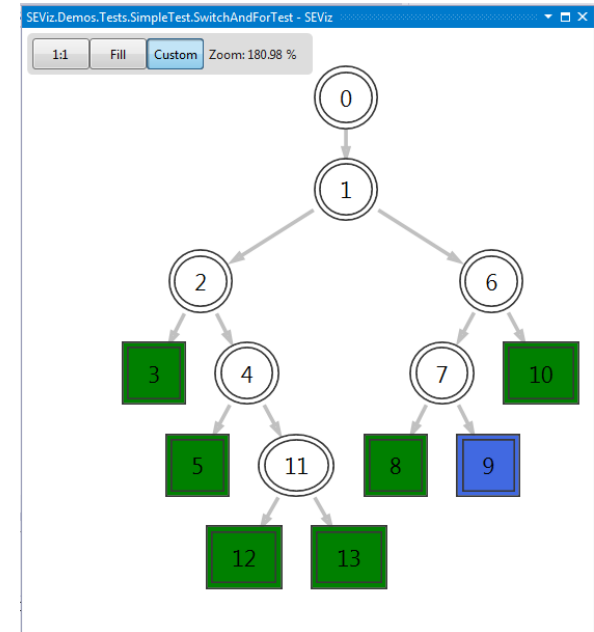 SEViz.Demos.Tests.SimpleTest.SwitchAndForTest - SEViz
1:1 Fill Custom Zoom: 180.98 %
0
1
2 6
3 4 7 10
5 11 8 9
12 13